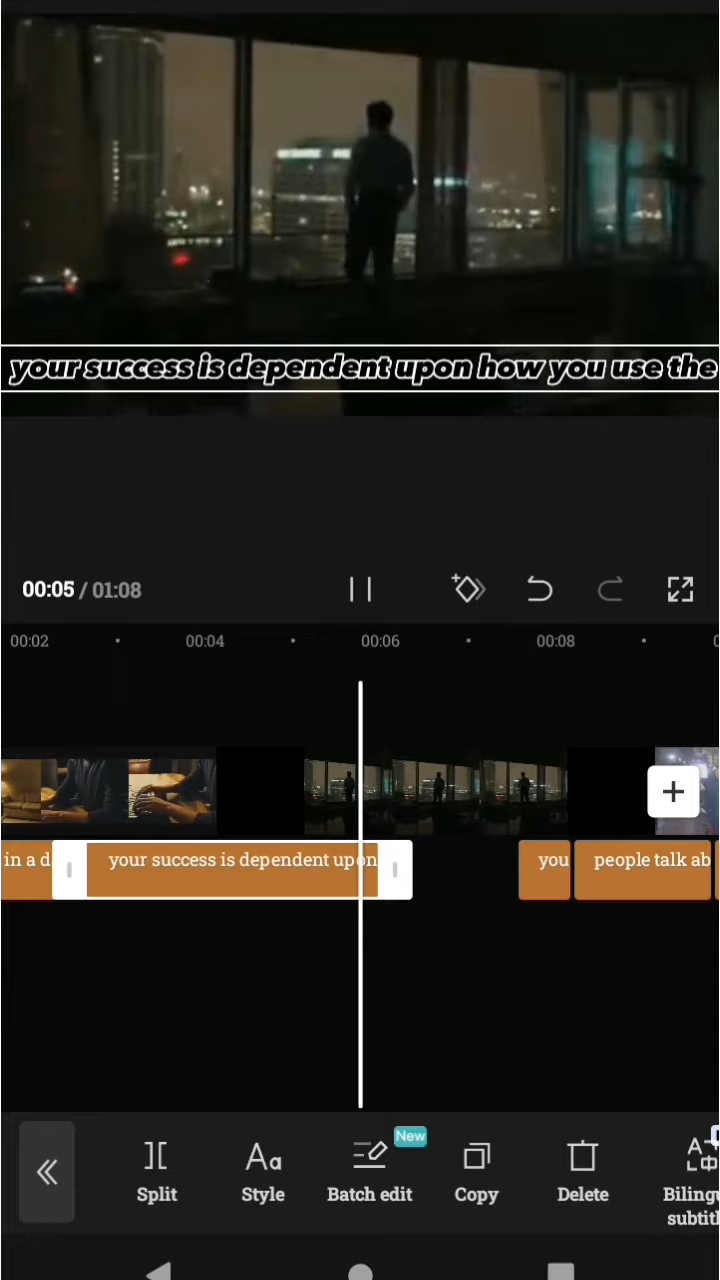 your success is dependent upon how you use the
00:05 / 01:08
00:02
00:04
00:06
00:08
in a d
your success is dependent upon
you
people talk ab
New
Split
Style
Batch edit
Copy
Delete
Bilingu
subtitl